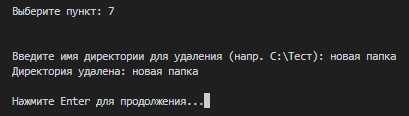 Выберите пункт: 7
Введите имя директории для удаления (напр. C:\Тест): новая папка
Директория удалена: новая папка
Нажмите Enter для продолжения...